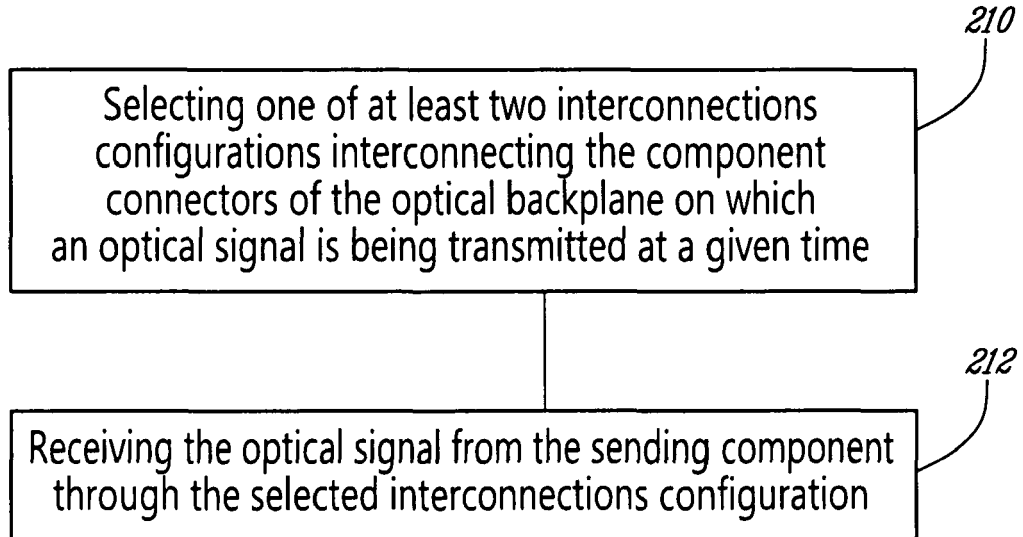 210
Selecting one of at least two interconnections
configurations interconnecting the component
connectors of the optical backplane on which
an optical signal is being transmitted at a given time
212
Receiving the optical signal from the sending component
through the selected interconnections configuration